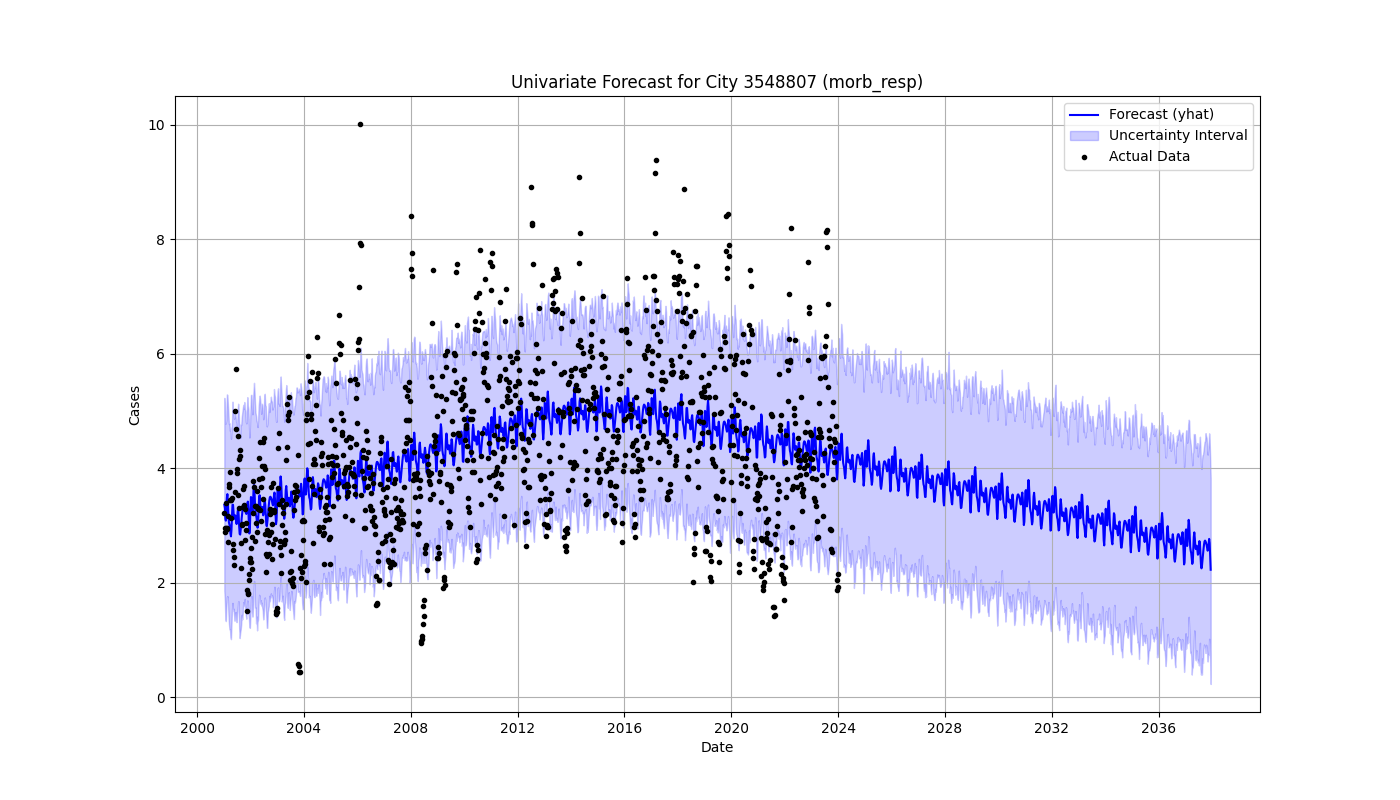 Univariate Forecast for City 3548807 (morb_resp)
Forecast (yhat)
Uncertainty Interval
Actual Data
Cases
10
8
6
4
2
0
2000 2004 2008 2012 2016 2020 2024 2028 2032 2036
Date